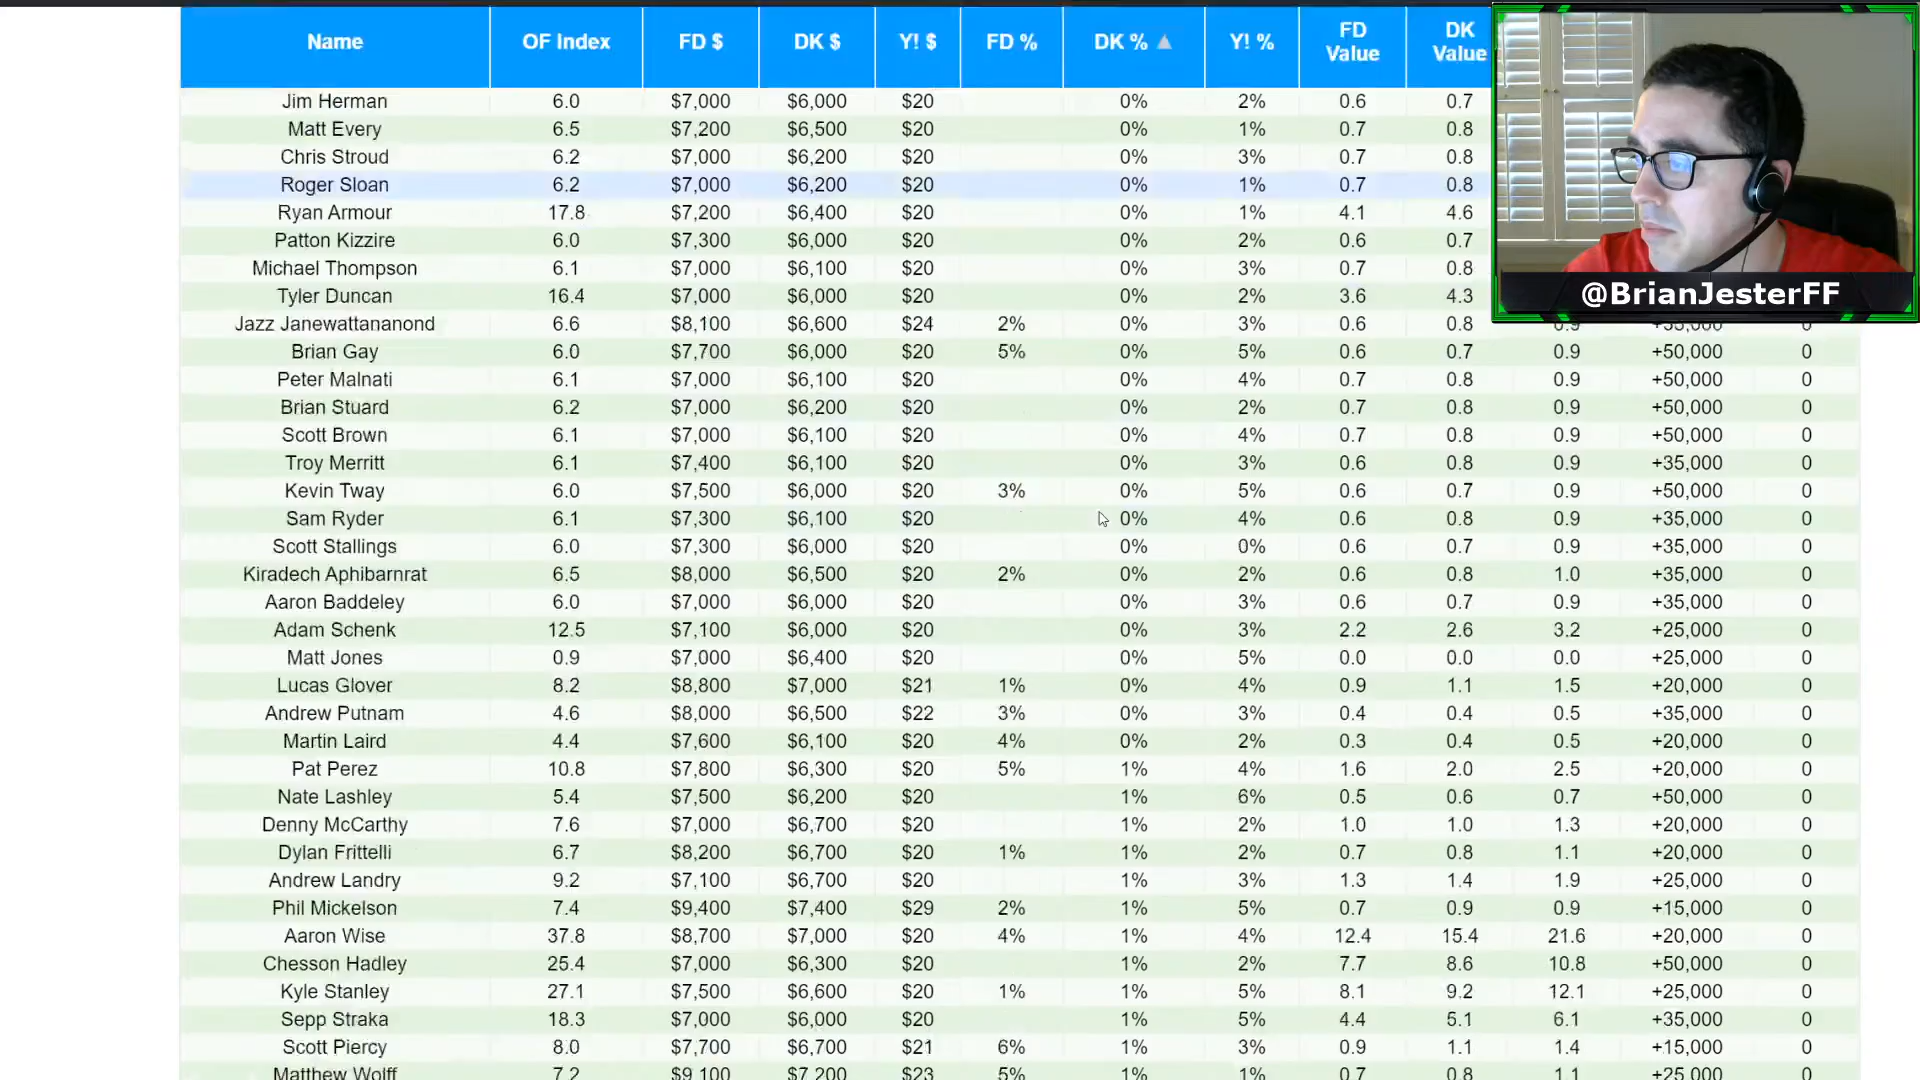 Name OF Index FD $ DK $ Y! $ FD % DK % ▲ Y! % FD Value DK Value
@BrianJesterFF
Jim Herman 6.0 $7,000 $6,000 $20 0% 2% 0.6 0.7
Matt Every 6.5 $7,200 $6,500 $20 0% 1% 0.7 0.8
Chris Stroud 6.2 $7,000 $6,200 $20 0% 3% 0.7 0.8
Roger Sloan 6.2 $7,000 $6,200 $20 0% 1% 0.7 0.8
Ryan Armour 17.8 $7,200 $6,400 $20 0% 1% 4.1 4.6
Patton Kizzire 6.0 $7,300 $6,000 $20 0% 2% 0.6 0.7
Michael Thompson 6.1 $7,000 $6,100 $20 0% 3% 0.7 0.8
Tyler Duncan 16.4 $7,000 $6,000 $20 0% 2% 3.6 4.3
Jazz Janewattananond 6.6 $8,100 $6,600 $24 2% 0% 3% 0.6 0.8 0.9 +35,000 0
Brian Gay 6.0 $7,700 $6,000 $20 5% 0% 5% 0.6 0.7 0.9 +50,000 0
Peter Malnati 6.1 $7,000 $6,100 $20 0% 4% 0.7 0.8 0.9 +50,000 0
Brian Stuard 6.2 $7,000 $6,200 $20 0% 2% 0.7 0.8 0.9 +50,000 0
Scott Brown 6.1 $7,000 $6,100 $20 0% 4% 0.7 0.8 0.9 +50,000 0
Troy Merritt 6.1 $7,400 $6,100 $20 0% 3% 0.6 0.8 0.9 +35,000 0
Kevin Tway 6.0 $7,500 $6,000 $20 3% 0% 5% 0.6 0.7 0.9 +50,000 0
Sam Ryder 6.1 $7,300 $6,100 $20 0% 4% 0.6 0.8 0.9 +35,000 0
Scott Stallings 6.0 $7,300 $6,000 $20 0% 0% 0.6 0.7 0.9 +35,000 0
Kiradech Aphibarnrat 6.5 $8,000 $6,500 $20 2% 0% 2% 0.6 0.8 1.0 +35,000 0
Aaron Baddeley 6.0 $7,000 $6,000 $20 0% 3% 0.6 0.7 0.9 +35,000 0
Adam Schenk 12.5 $7,100 $6,000 $20 0% 3% 2.2 2.6 3.2 +25,000 0
Matt Jones 0.9 $7,000 $6,400 $20 0% 5% 0.0 0.0 0.0 +25,000 0
Lucas Glover 8.2 $8,800 $7,000 $21 1% 0% 4% 0.9 1.1 1.5 +20,000 0
Andrew Putnam 4.6 $8,000 $6,500 $22 3% 0% 3% 0.4 0.4 0.5 +35,000 0
Martin Laird 4.4 $7,600 $6,100 $20 4% 0% 2% 0.3 0.4 0.5 +20,000 0
Pat Perez 10.8 $7,800 $6,300 $20 5% 1% 4% 1.6 2.0 2.5 +20,000 0
Nate Lashley 5.4 $7,500 $6,200 $20 1% 6% 0.5 0.6 0.7 +50,000 0
Denny McCarthy 7.6 $7,000 $6,700 $20 1% 2% 1.0 1.0 1.3 +20,000 0
Dylan Frittelli 6.7 $8,200 $6,700 $20 1% 1% 2% 0.7 0.8 1.1 +20,000 0
Andrew Landry 9.2 $7,100 $6,700 $20 1% 3% 1.3 1.4 1.9 +25,000 0
Phil Mickelson 7.4 $9,400 $7,400 $29 2% 1% 5% 0.7 0.9 0.9 +15,000 0
Aaron Wise 37.8 $8,700 $7,000 $20 4% 1% 4% 12.4 15.4 21.6 +20,000 0
Chesson Hadley 25.4 $7,000 $6,300 $20 1% 2% 7.7 8.6 10.8 +50,000 0
Kyle Stanley 27.1 $7,500 $6,600 $20 1% 1% 5% 8.1 9.2 12.1 +25,000 0
Sepp Straka 18.3 $7,000 $6,000 $20 1% 5% 4.4 5.1 6.1 +35,000 0
Scott Piercy 8.0 $7,700 $6,700 $21 6% 1% 3% 0.9 1.1 1.4 +15,000 0
Matthew Wolff 7.2 $9,100 $7,200 $23 5% 1% 1% 0.7 0.8 1.1 +25,000 0